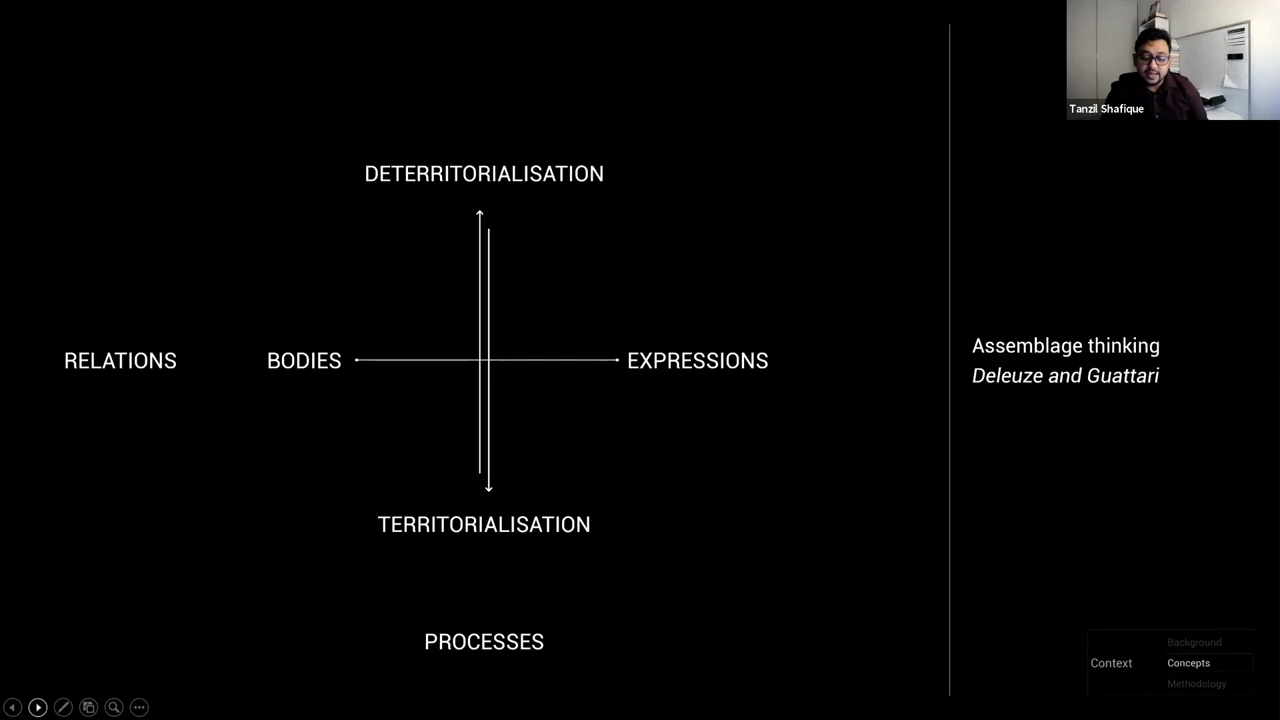 Tanzil Shafique
DETERRITORIALISATION
RELATIONS
BODIES
EXPRESSIONS
TERRITORIALISATION
PROCESSES
Assemblage thinking
Deleuze and Guattari
Context
Background
Concepts
Methodology